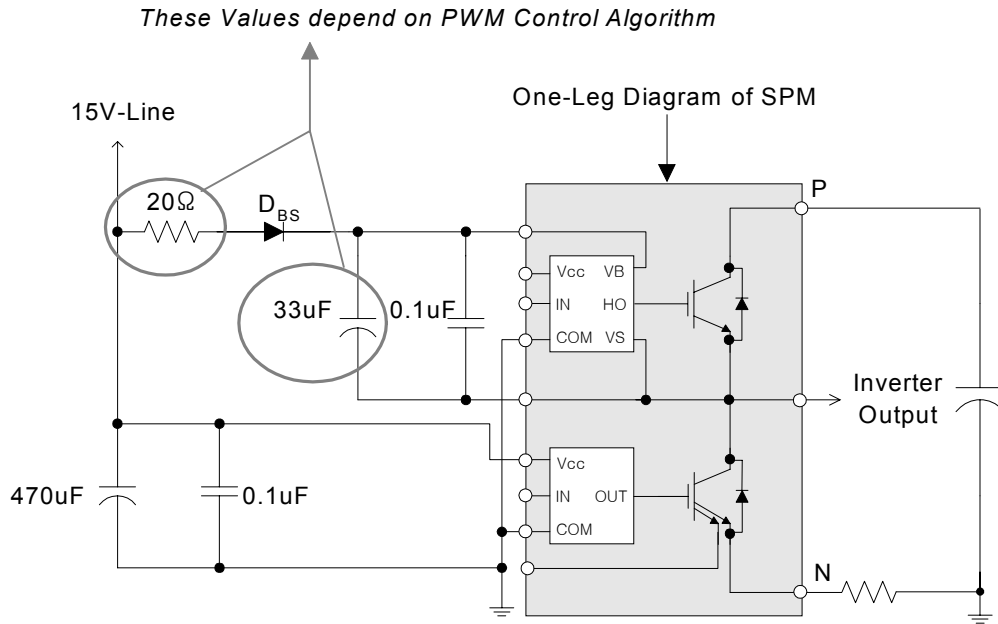 These Values depend on PWM Control Algorithm
One-Leg Diagram of SPM
15V-Line
P
20Ω
DBS
Vcc VB
33uF
0.1uF
IN HO
COM VS
Inverter
Output
Vcc
470uF
0.1uF
IN OUT
COM
N